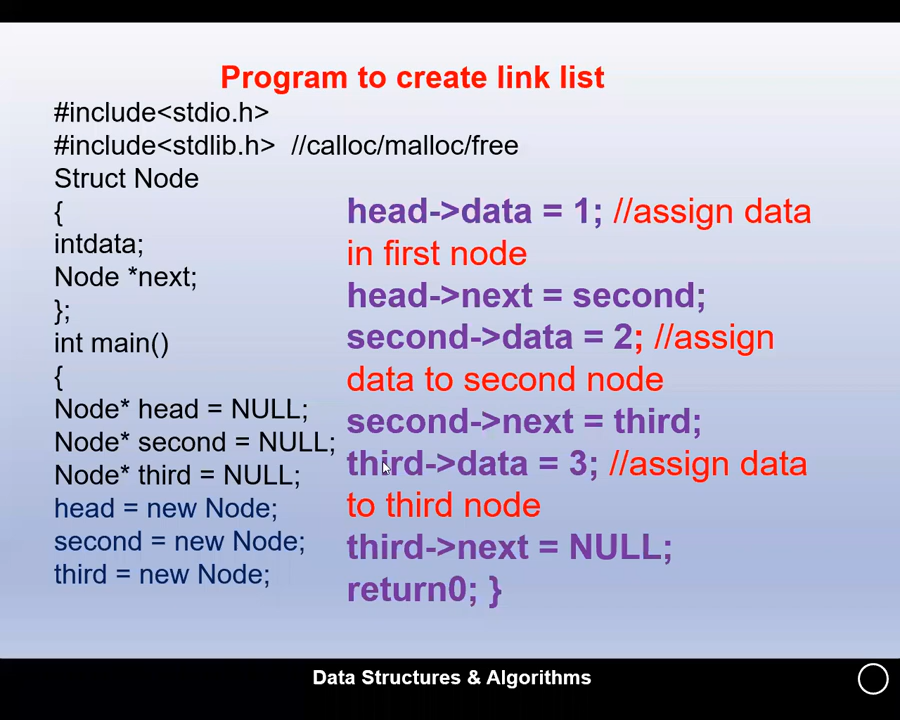 Program to create link list
#include<stdio.h>
#include<stdlib.h> //calloc/malloc/free
Struct Node
{
intdata;
Node *next;
};
int main()
{
Node* head = NULL;
Node* second = NULL;
Node* third = NULL;
head = new Node;
second = new Node;
third = new Node;
head->data = 1; //assign data
in first node
head->next = second;
second->data = 2; //assign
data to second node
second->next = third;
third->data = 3; //assign data
to third node
third->next = NULL;
return0; }
Data Structures & Algorithms